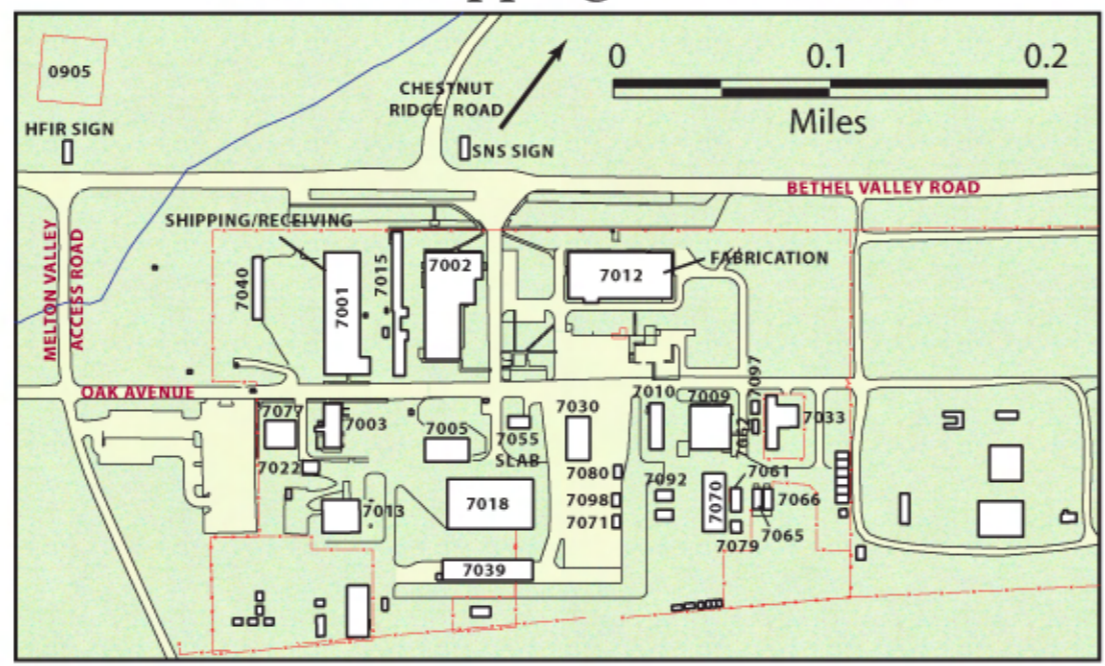 0905
HFIR SIGN
CHESTNUT
RIDGE ROAD
0 0.1 0.2
Miles
SNS SIGN
BETHEL VALLEY ROAD
MELTON VALLEY
ACCESS ROAD
SHIPPING/RECEIVING
7040
7001
7015
7002
7012
FABRICATION
OAK AVENUE
7077
7003
7005
7055
SLAB
7030
7010
7009
7097
7033
7022
7013
7018
7080
7098
7071
7092
7070
7061
7066
7065
7079
7039